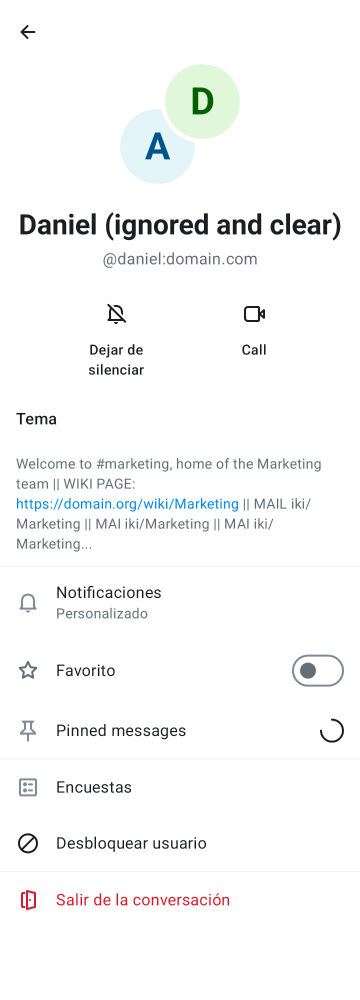 D
A
Daniel (ignored and clear)
@daniel:domain.com
Dejar de
silenciar
Call
Tema
Welcome to #marketing, home of the Marketing
team || WIKI PAGE:
https://domain.org/wiki/Marketing || MAIL iki/
Marketing || MAI iki/Marketing || MAI iki/
Marketing...
Notificaciones
Personalizado
Favorito
Pinned messages
Encuestas
Desbloquear usuario
Salir de la conversación